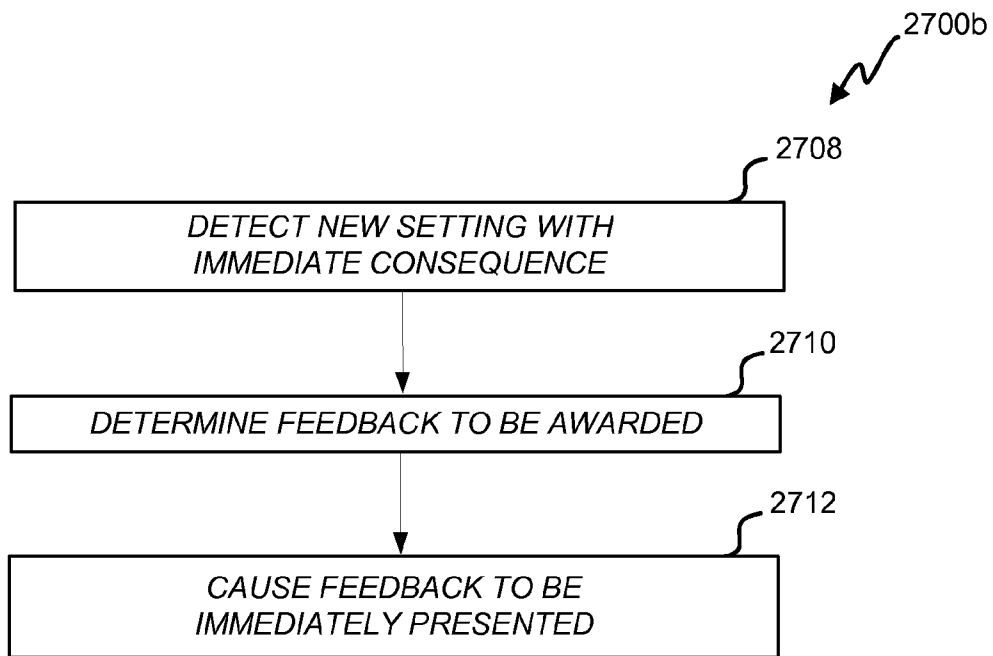 2700b
2708
DETECT NEW SETTING WITH
IMMEDIATE CONSEQUENCE
2710
DETERMINE FEEDBACK TO BE AWARDED
2712
CAUSE FEEDBACK TO BE
IMMEDIATELY PRESENTED